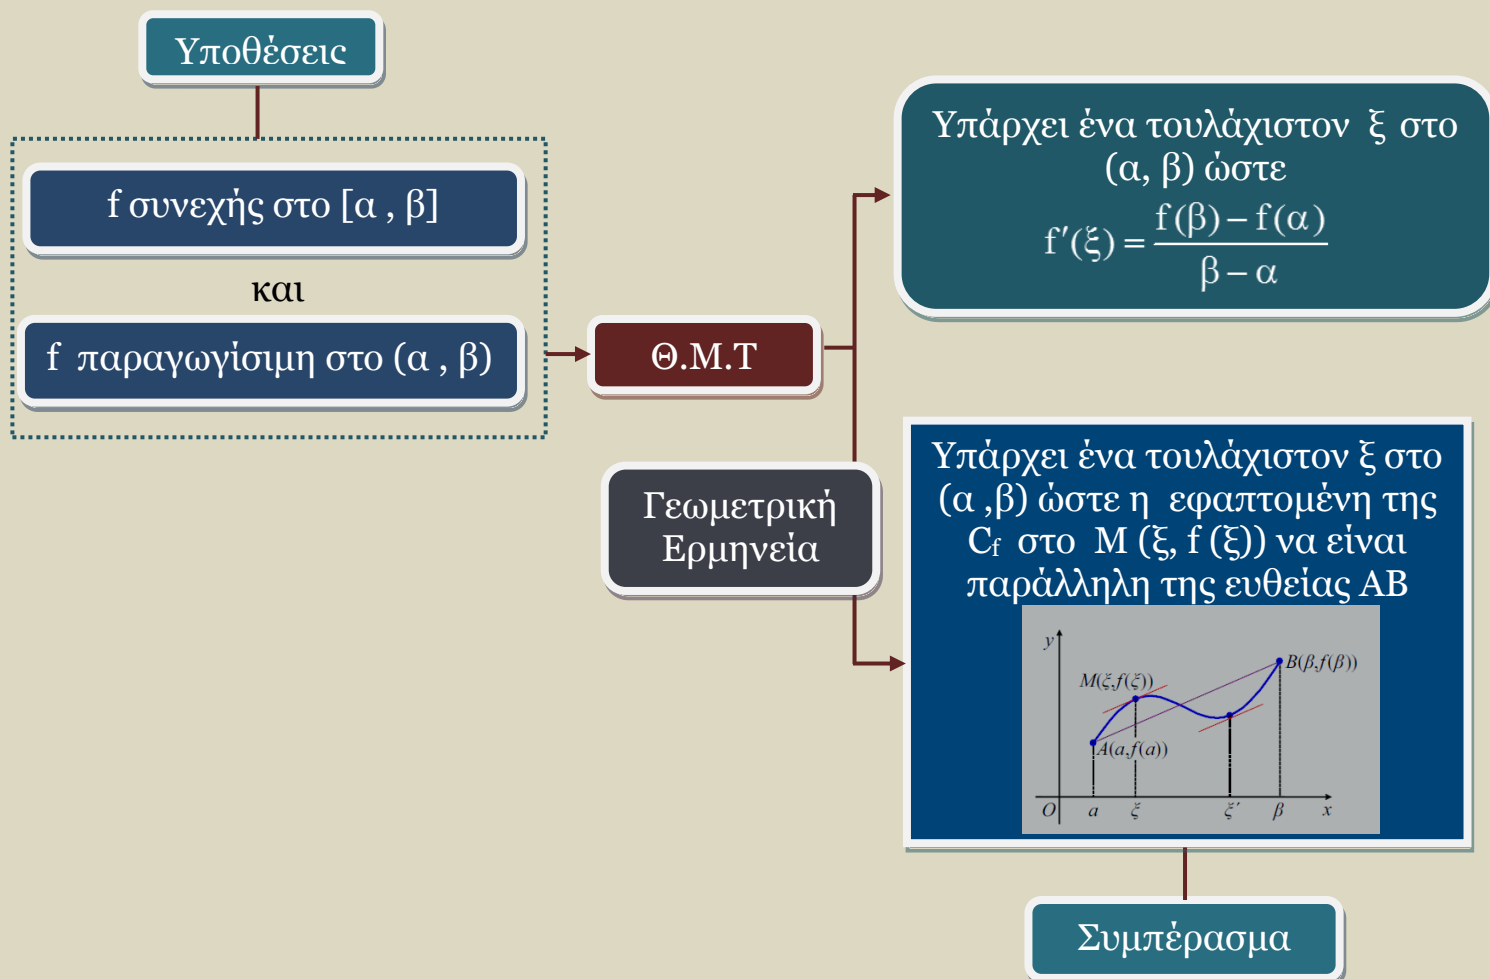 Υποθέσεις
f συνεχής στο [α , β]
και
f παραγωγίσιμη στο (α , β)
Θ.Μ.Τ
Υπάρχει ένα τουλάχιστον ξ στο
(α, β) ώστε
f′(ξ) = (f(β) − f(α)) / (β − α)
Γεωμετρική
Ερμηνεία
Υπάρχει ένα τουλάχιστον ξ στο
(α ,β) ώστε η εφαπτομένη της
C_f στο Μ (ξ, f (ξ)) να είναι
παράλληλη της ευθείας ΑΒ
y
B(β,f(β))
M(ξ,f(ξ))
A(a,f(a))
O a ξ ξ′ β x
Συμπέρασμα